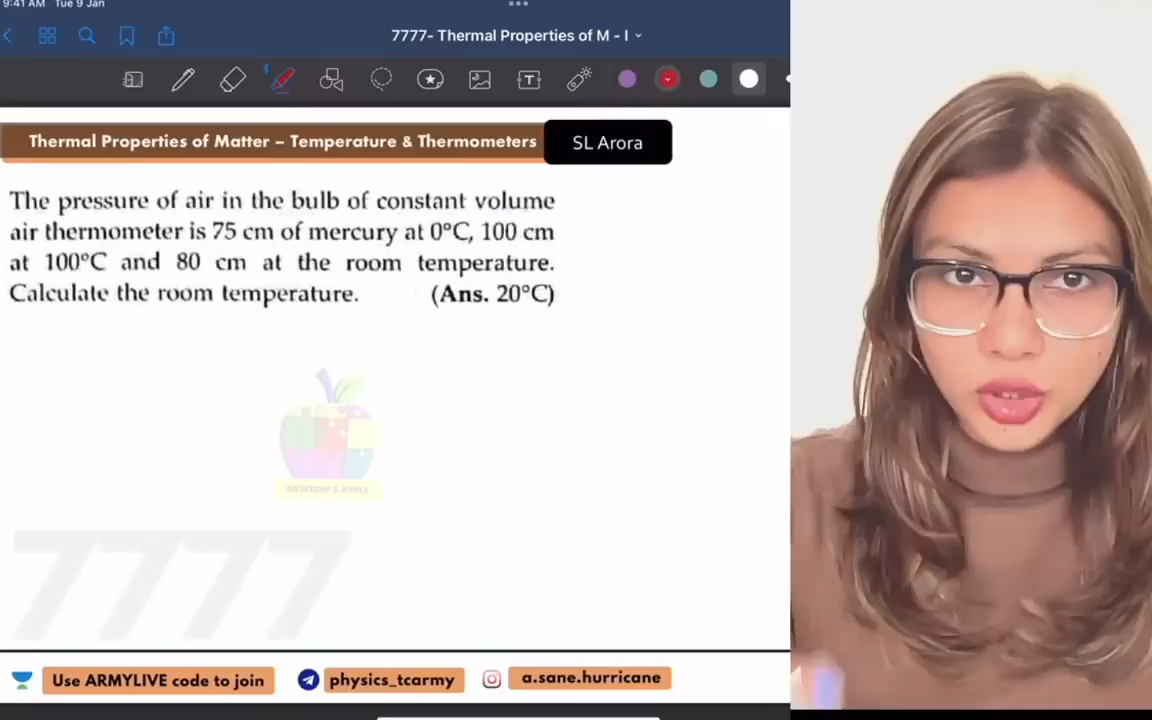 9:41 AM Tue 9 Jan
7777- Thermal Properties of M - I
T
Thermal Properties of Matter – Temperature & Thermometers
SL Arora
The pressure of air in the bulb of constant volume
air thermometer is 75 cm of mercury at 0°C, 100 cm
at 100°C and 80 cm at the room temperature.
Calculate the room temperature. (Ans. 20°C)
NEWTON'S APPLE
7777
Use ARMYLIVE code to join
physics_tcarmy
a.sane.hurricane